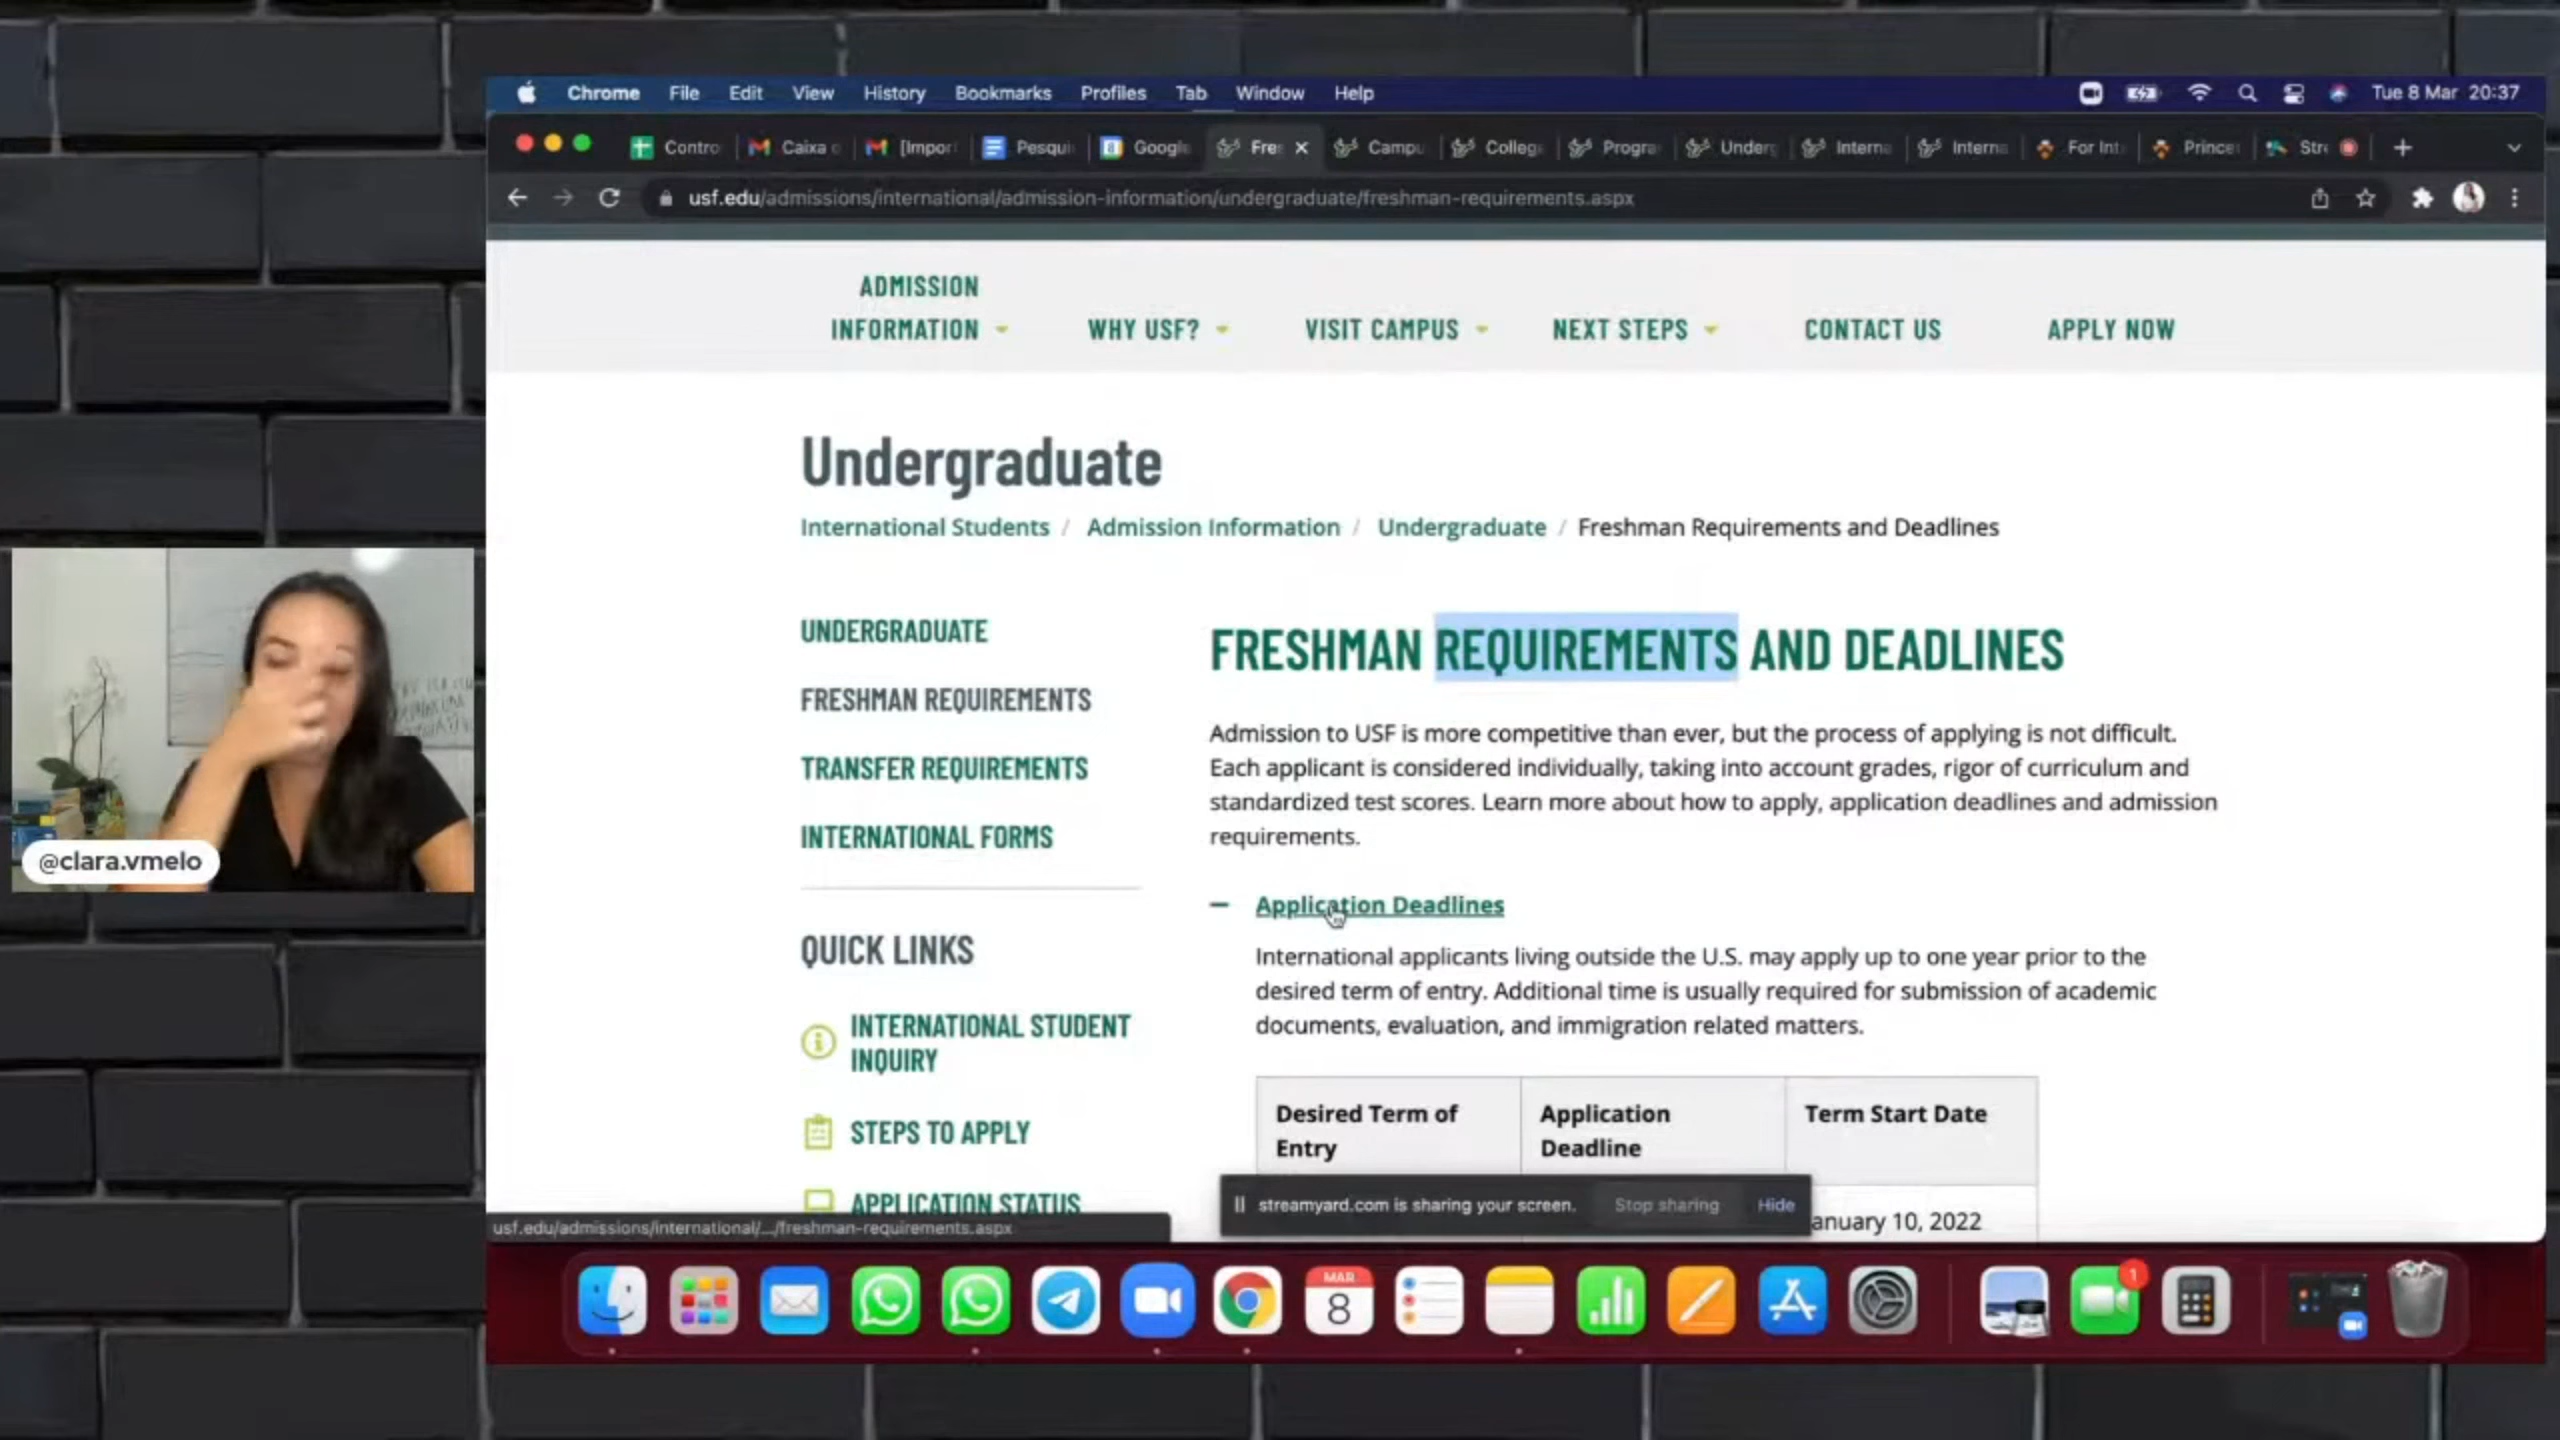 Chrome File Edit View History Bookmarks Profiles Tab Window Help Tue 8 Mar 20:37
Contro Caixa [Impor Pesqui Google Fre Campu Colleg Progra Underg Interna Interna For Int Prince Stre
usf.edu/admissions/international/admission-information/undergraduate/freshman-requirements.aspx
ADMISSION
INFORMATION WHY USF? VISIT CAMPUS NEXT STEPS CONTACT US APPLY NOW
Undergraduate
International Students / Admission Information / Undergraduate / Freshman Requirements and Deadlines
UNDERGRADUATE
FRESHMAN REQUIREMENTS
TRANSFER REQUIREMENTS
INTERNATIONAL FORMS
QUICK LINKS
INTERNATIONAL STUDENT
INQUIRY
STEPS TO APPLY
APPLICATION STATUS
FRESHMAN REQUIREMENTS AND DEADLINES
Admission to USF is more competitive than ever, but the process of applying is not difficult.
Each applicant is considered individually, taking into account grades, rigor of curriculum and
standardized test scores. Learn more about how to apply, application deadlines and admission
requirements.
Application Deadlines
International applicants living outside the U.S. may apply up to one year prior to the
desired term of entry. Additional time is usually required for submission of academic
documents, evaluation, and immigration related matters.
Desired Term of
Entry
Application
Deadline
Term Start Date
anuary 10, 2022
streamyard.com is sharing your screen. Stop sharing Hide
usf.edu/admissions/international/.../freshman-requirements.aspx
@clara.vmelo
MAR
8
1